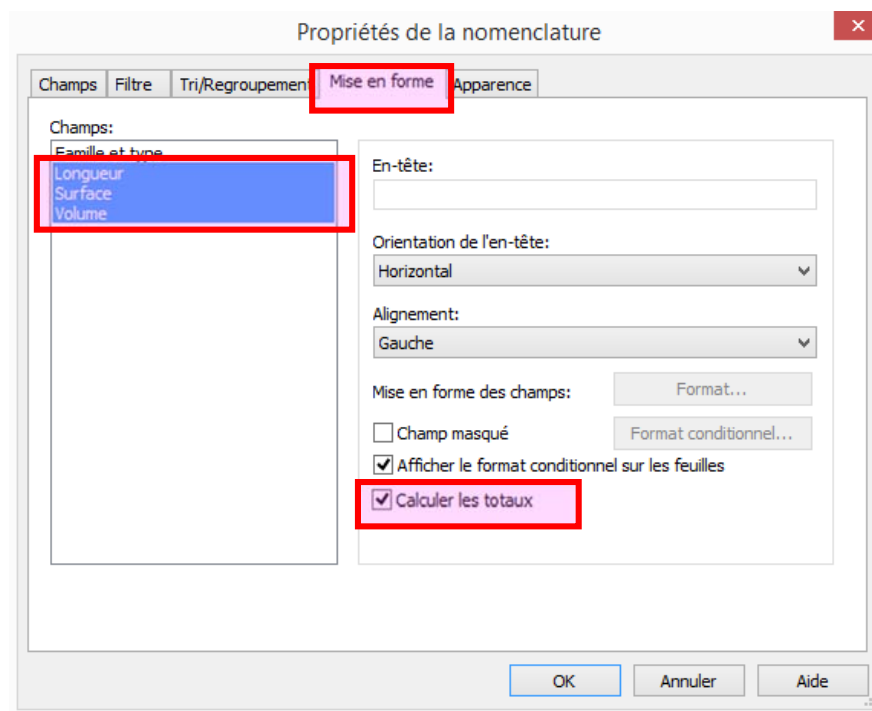 Propriétés de la nomenclature
Champs Filtre Tri/Regroupement Mise en forme Apparence
Champs:
Famille et type
Longueur
Surface
Volume
En-tête:
Orientation de l'en-tête:
Horizontal
Alignement:
Gauche
Mise en forme des champs: Format...
Champ masqué Format conditionnel...
Afficher le format conditionnel sur les feuilles
Calculer les totaux
OK Annuler Aide